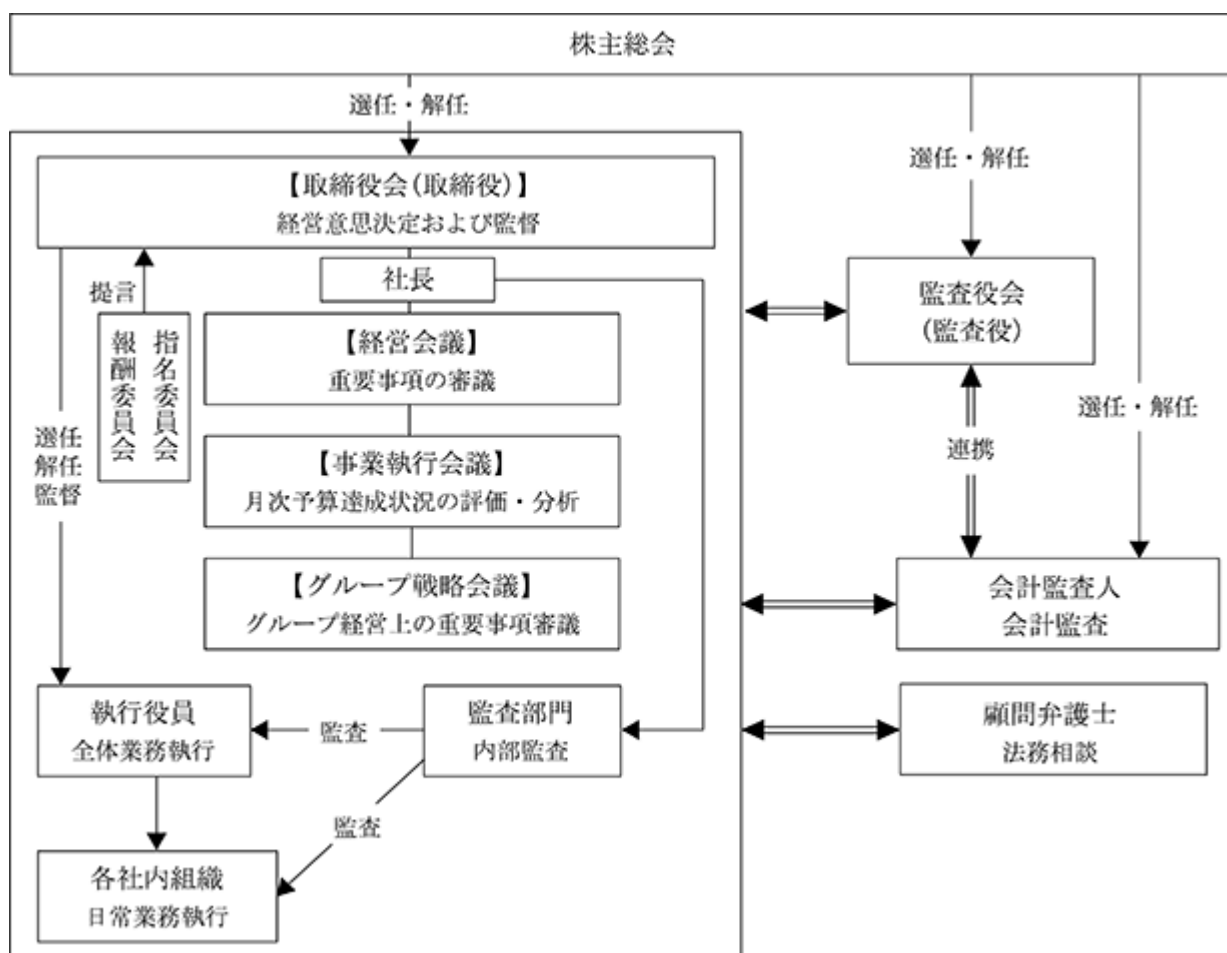 株主総会
選任・解任
選任・解任
【取締役会(取締役)】
経営意思決定および監督
社長
提言
指名委員会
報酬委員会
監査役会
(監査役)
【経営会議】
重要事項の審議
選任・解任
選任
解任
監督
【事業執行会議】
月次予算達成状況の評価・分析
連携
【グループ戦略会議】
グループ経営上の重要事項審議
会計監査人
会計監査
執行役員
全体業務執行
監査
監査部門
内部監査
顧問弁護士
法務相談
監査
各社内組織
日常業務執行